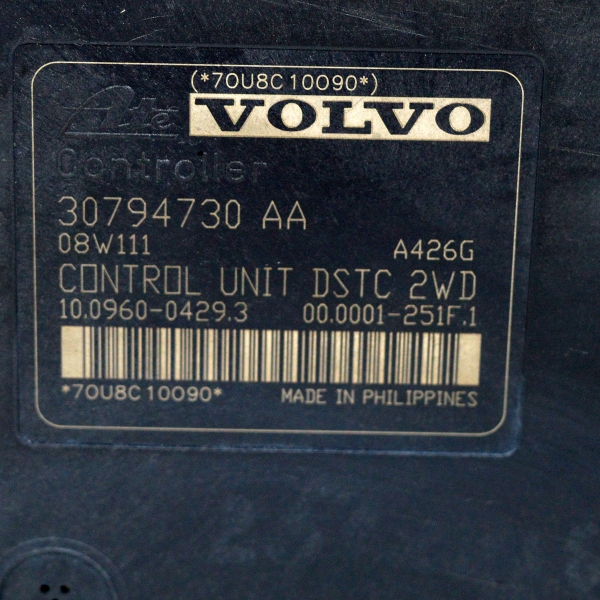 (*70U8C10090*)
Ate VOLVO
Controller
30794730 AA
08W111 A426G
CONTROL UNIT DSTC 2WD
10.0960-0429.3 00.0001-251F.1
*70U8C10090* MADE IN PHILIPPINES